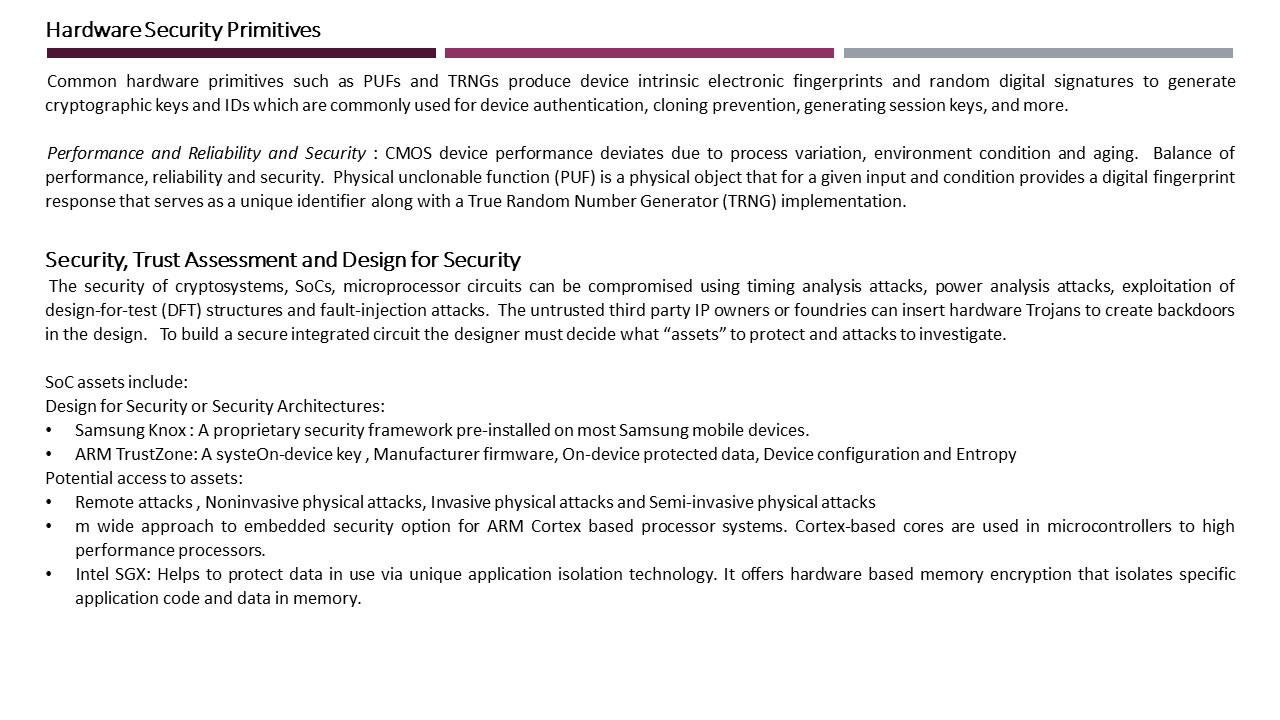 Hardware Security Primitives
Common hardware primitives such as PUFs and TRNGs produce device intrinsic electronic fingerprints and random digital signatures to generate
cryptographic keys and IDs which are commonly used for device authentication, cloning prevention, generating session keys, and more.
Performance and Reliability and Security : CMOS device performance deviates due to process variation, environment condition and aging. Balance of
performance, reliability and security. Physical unclonable function (PUF) is a physical object that for a given input and condition provides a digital fingerprint
response that serves as a unique identifier along with a True Random Number Generator (TRNG) implementation.
Security, Trust Assessment and Design for Security
The security of cryptosystems, SoCs, microprocessor circuits can be compromised using timing analysis attacks, power analysis attacks, exploitation of
design-for-test (DFT) structures and fault-injection attacks. The untrusted third party IP owners or foundries can insert hardware Trojans to create backdoors
in the design. To build a secure integrated circuit the designer must decide what “assets” to protect and attacks to investigate.
SoC assets include:
Design for Security or Security Architectures:
• Samsung Knox : A proprietary security framework pre-installed on most Samsung mobile devices.
• ARM TrustZone: A systeOn-device key , Manufacturer firmware, On-device protected data, Device configuration and Entropy
Potential access to assets:
• Remote attacks , Noninvasive physical attacks, Invasive physical attacks and Semi-invasive physical attacks
• m wide approach to embedded security option for ARM Cortex based processor systems. Cortex-based cores are used in microcontrollers to high
performance processors.
• Intel SGX: Helps to protect data in use via unique application isolation technology. It offers hardware based memory encryption that isolates specific
application code and data in memory.